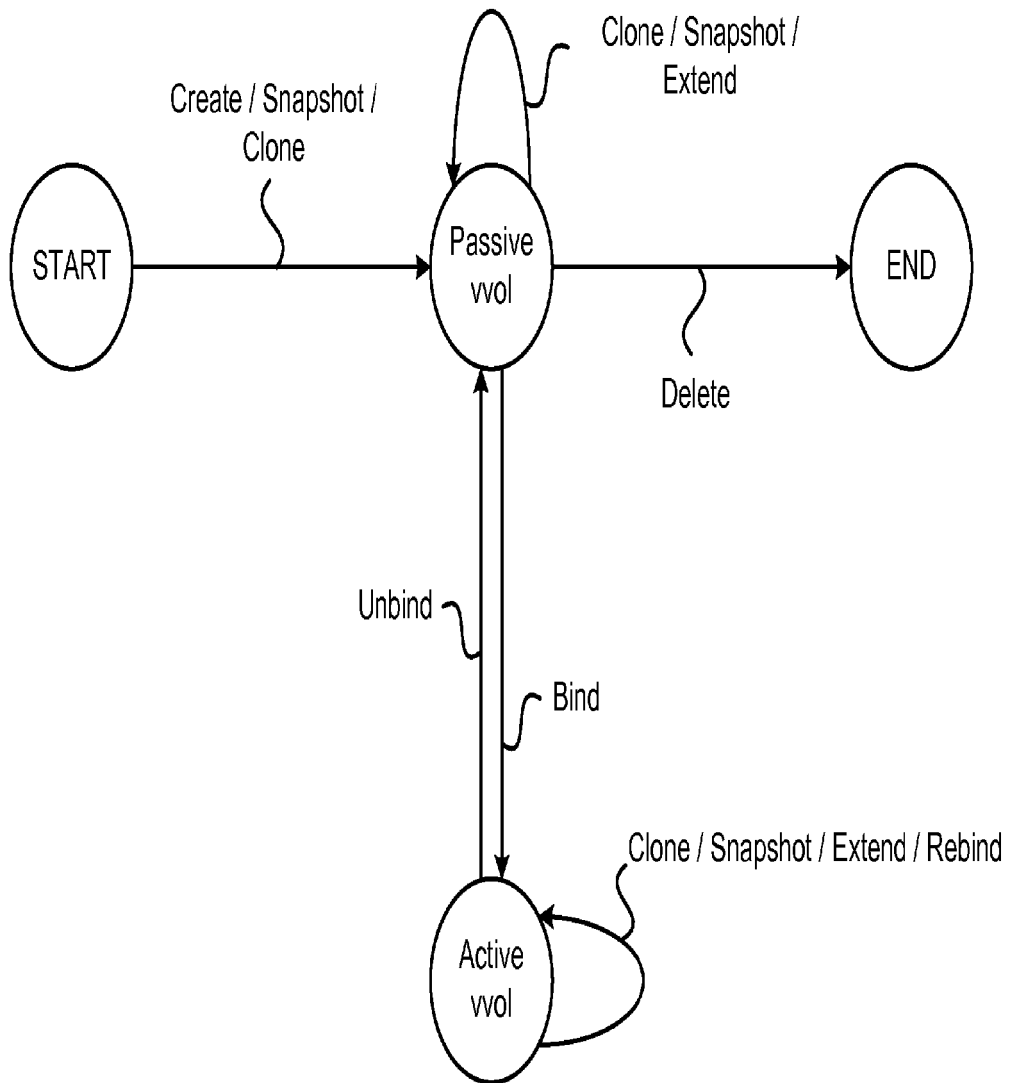 Clone / Snapshot /
Extend
Create / Snapshot /
Clone
START
Passive
vvol
END
Delete
Unbind
Bind
Clone / Snapshot / Extend / Rebind
Active
vvol